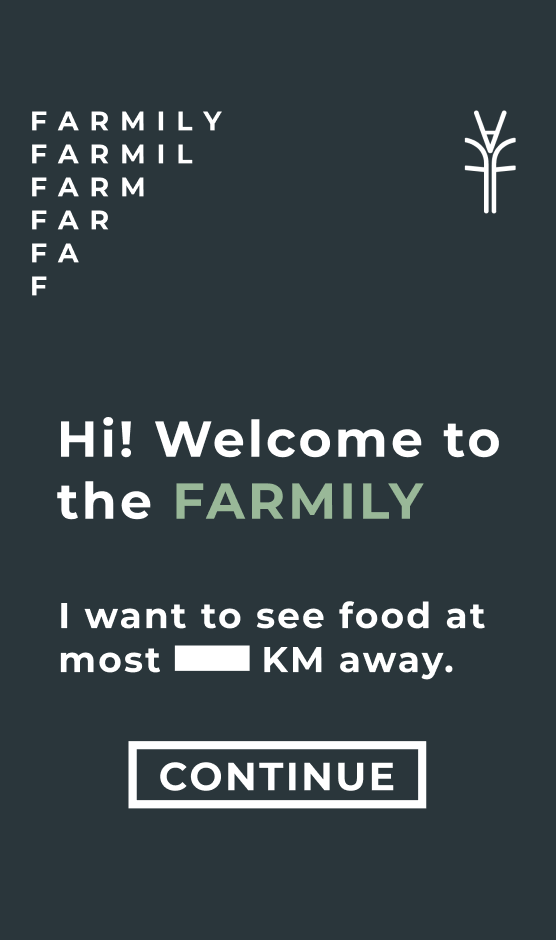 FARMILY
FARMIL
FARM
FAR
FA
F
Hi! Welcome to
the FARMILY
I want to see food at
most KM away.
CONTINUE